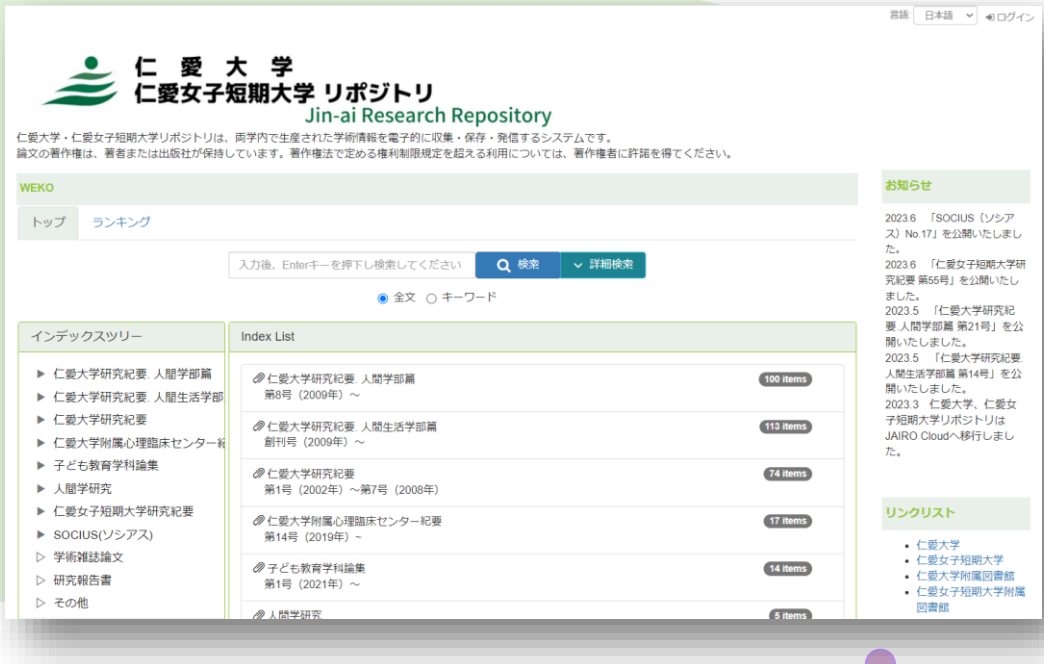 言語: 日本語 ログイン
仁愛大学
仁愛女子短期大学 リポジトリ
Jin-ai Research Repository
仁愛大学・仁愛女子短期大学リポジトリは、両学内で生産された学術情報を電子的に収集・保存・発信するシステムです。
論文の著作権は、著者または出版社が保持しています。著作権法で定める権利制限規定を超える利用については、著作権者に許諾を得てください。
WEKO
トップ ランキング
入力後、Enterキーを押下し検索してください 検索 詳細検索
全文 キーワード
インデックスツリー
仁愛大学研究紀要. 人間学部篇
仁愛大学研究紀要. 人間生活学部
仁愛大学研究紀要
仁愛大学附属心理臨床センター紀
子ども教育学科論集
人間学研究
仁愛女子短期大学研究紀要
SOCIUS(ソシアス)
学術雑誌論文
研究報告書
その他
Index List
仁愛大学研究紀要. 人間学部篇 100 items
第8号（2009年）～
仁愛大学研究紀要. 人間生活学部篇 113 items
創刊号（2009年）～
仁愛大学研究紀要 74 items
第1号（2002年）～第7号（2008年）
仁愛大学附属心理臨床センター紀要 17 items
第14号（2019年）~
子ども教育学科論集 14 items
第1号（2021年）～
人間学研究 5 items
お知らせ
2023.6 「SOCIUS（ソシア
ス）No.17」を公開いたしまし
た。
2023.6 「仁愛女子短期大学研
究紀要 第55号」を公開いたし
ました。
2023.5 「仁愛大学研究紀
要.人間学部篇 第21号」を公
開いたしました。
2023.5 「仁愛大学研究紀要.
人間生活学部篇 第14号」を公
開いたしました。
2023.3 仁愛大学、仁愛女
子短期大学リポジトリは
JAIRO Cloudへ移行しまし
た。
リンクリスト
仁愛大学
仁愛女子短期大学
仁愛大学附属図書館
仁愛女子短期大学附属
図書館